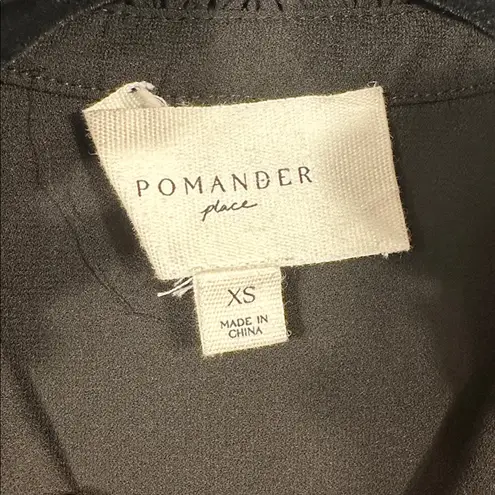 POMANDER
place
XS
MADE IN
CHINA